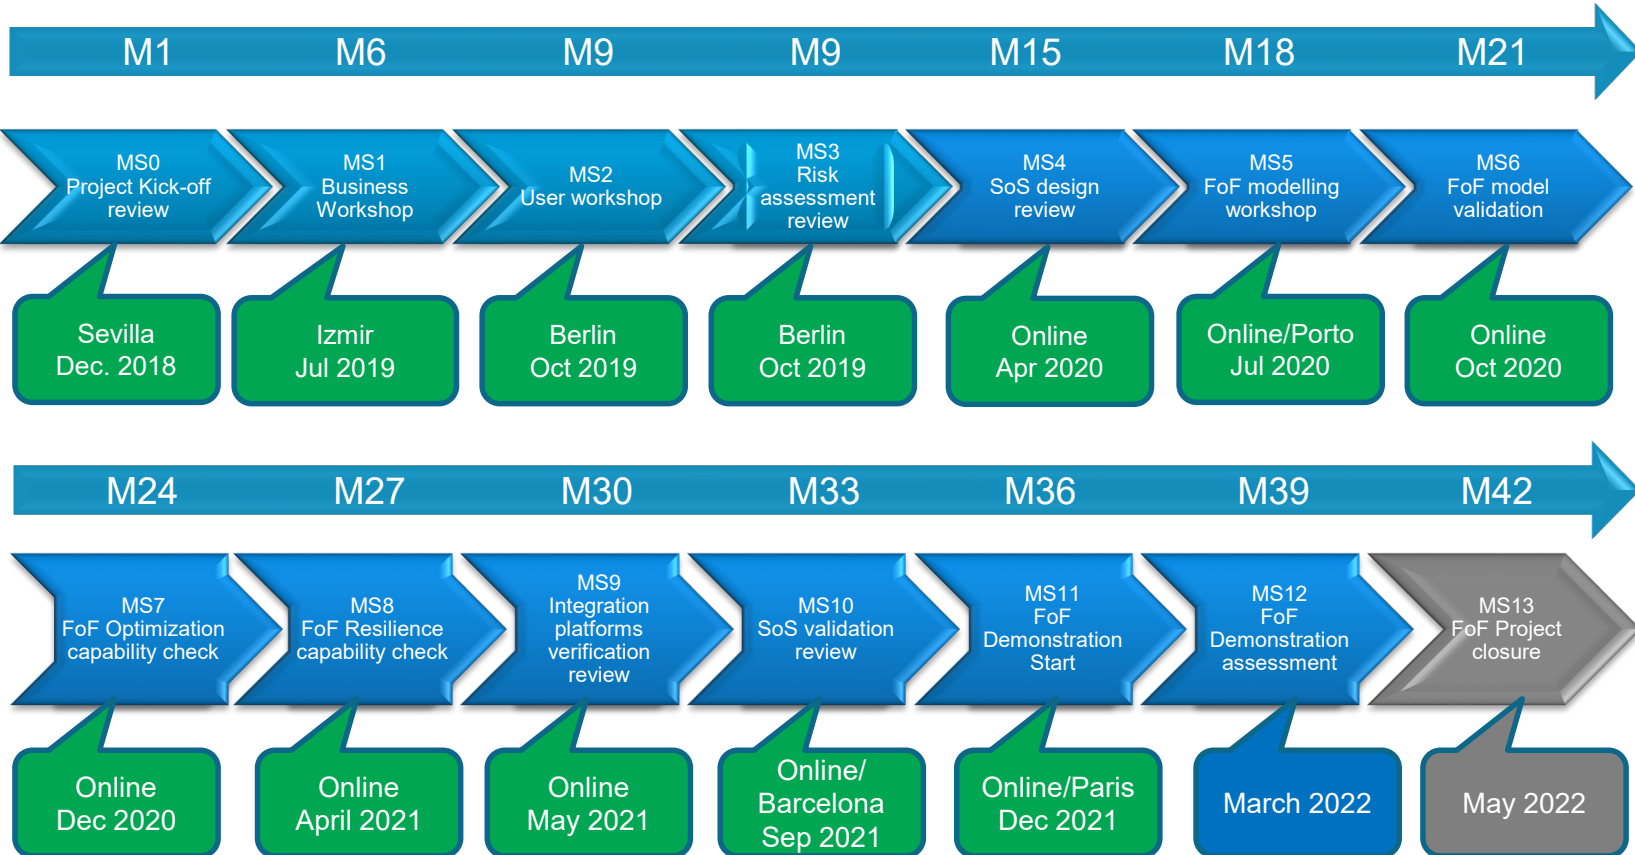 M1 M6 M9 M9 M15 M18 M21
MS0
Project Kick-off
review
MS1
Business
Workshop
MS2
User workshop
MS3
Risk
assessment
review
MS4
SoS design
review
MS5
FoF modelling
workshop
MS6
FoF model
validation
Sevilla
Dec. 2018
Izmir
Jul 2019
Berlin
Oct 2019
Berlin
Oct 2019
Online
Apr 2020
Online/Porto
Jul 2020
Online
Oct 2020
M24 M27 M30 M33 M36 M39 M42
MS7
FoF Optimization
capability check
MS8
FoF Resilience
capability check
MS9
Integration
platforms
verification
review
MS10
SoS validation
review
MS11
FoF
Demonstration
Start
MS12
FoF
Demonstration
assessment
MS13
FoF Project
closure
Online
Dec 2020
Online
April 2021
Online
May 2021
Online/
Barcelona
Sep 2021
Online/Paris
Dec 2021
March 2022
May 2022